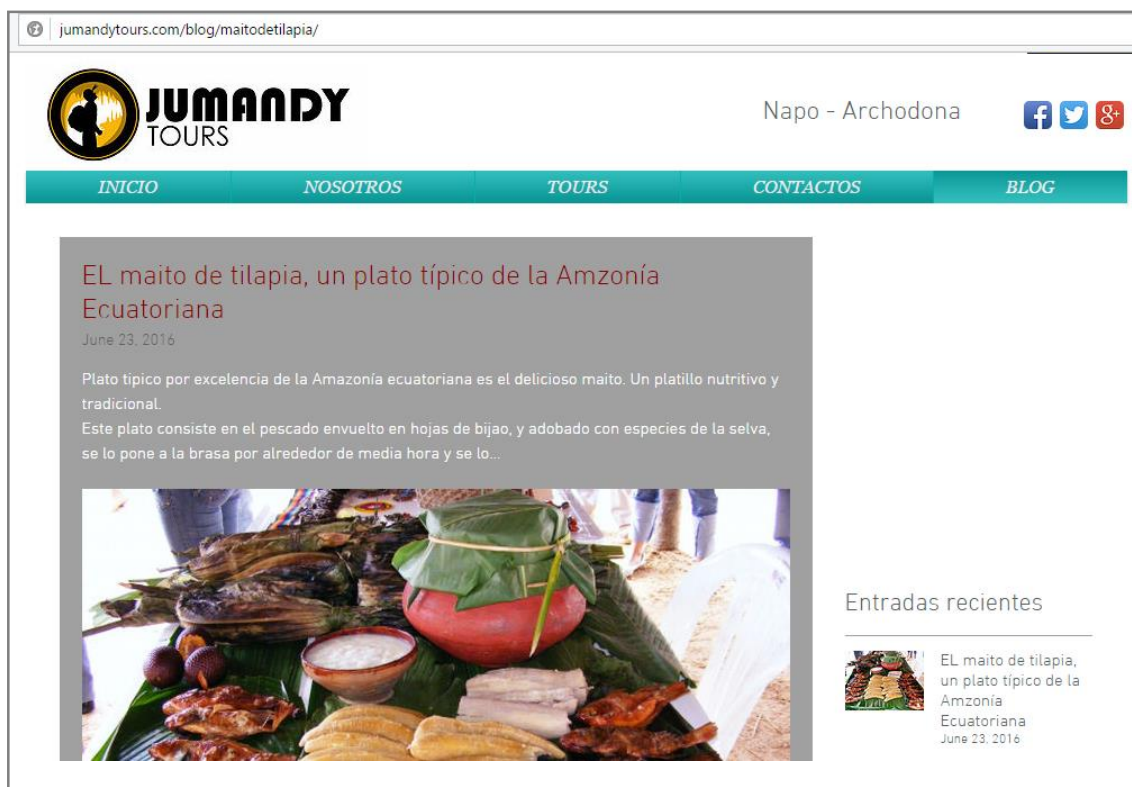 jumandytours.com/blog/maitodetilapia/
JUMANDY
TOURS
Napo - Archodona
INICIO NOSOTROS TOURS CONTACTOS BLOG
EL maito de tilapia, un plato típico de la Amzonía
Ecuatoriana
June 23, 2016
Plato tipico por excelencia de la Amazonía ecuatoriana es el delicioso maito. Un platillo nutritivo y
tradicional.
Este plato consiste en el pescado envuelto en hojas de bijao, y adobado con especies de la selva,
se lo pone a la brasa por alrededor de media hora y se lo...
Entradas recientes
EL maito de tilapia,
un plato típico de la
Amzonía
Ecuatoriana
June 23, 2016